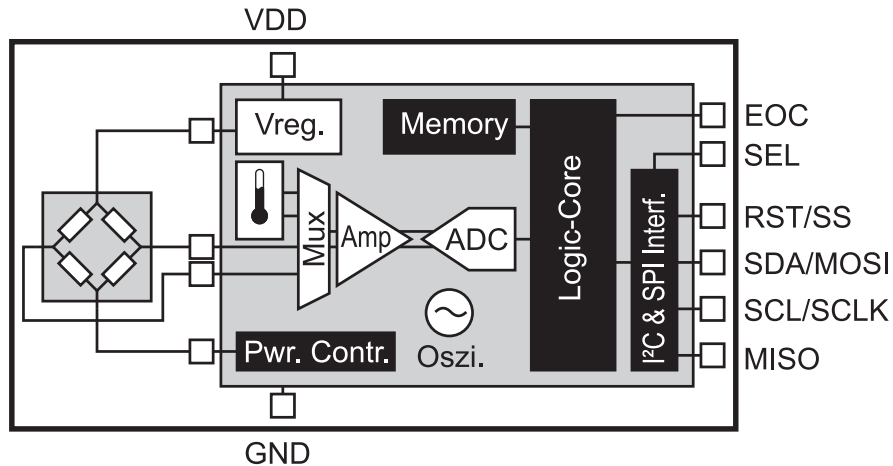 VDD
Vreg.
Memory
EOC
SEL
Logic-Core
I²C & SPI Interf.
RST/SS
Mux
Amp
ADC
SDA/MOSI
SCL/SCLK
Pwr. Contr.
Oszi.
MISO
GND